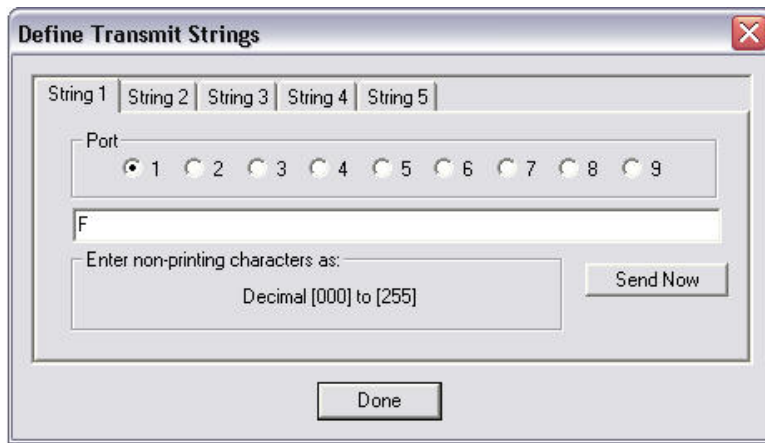 Define Transmit Strings
String 1 String 2 String 3 String 4 String 5
Port
1 2 3 4 5 6 7 8 9
F
Enter non-printing characters as:
Decimal [000] to [255]
Send Now
Done